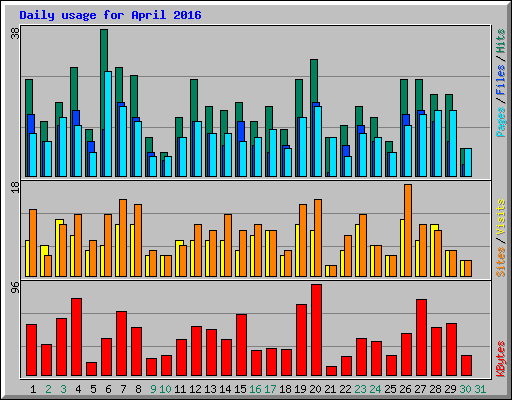 Daily usage for April 2016
38
Pages / Files / Hits
18
Sites / Visits
96
KBytes
1 2 3 4 5 6 7 8 9 10 11 12 13 14 15 16 17 18 19 20 21 22 23 24 25 26 27 28 29 30 31